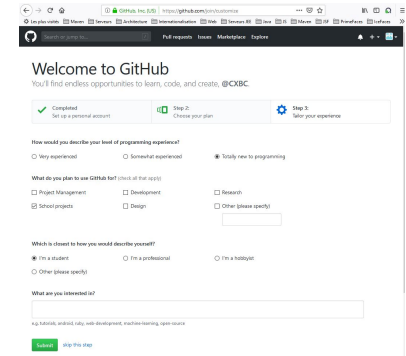 GitHub, Inc. (US) https://github.com/join/customize
Les plus visités Maven Serveurs Architecture Internationalisation Web Serveurs XB Java JS Maven JSF PrimeFaces IceFaces
Search or jump to... Pull requests Issues Marketplace Explore
Welcome to GitHub
You'll find endless opportunities to learn, code, and create, @CXBC.
Completed
Set up a personal account
Step 2:
Choose your plan
Step 3:
Tailor your experience
How would you describe your level of programming experience?
Very experienced Somewhat experienced Totally new to programming
What do you plan to use GitHub for? (check all that apply)
Project Management Development Research
School projects Design Other (please specify)
Which is closest to how you would describe yourself?
I'm a student I'm a professional I'm a hobbyist
Other (please specify)
What are you interested in?
e.g. tutorials, android, ruby, web-development, machine-learning, open-source
Submit skip this step